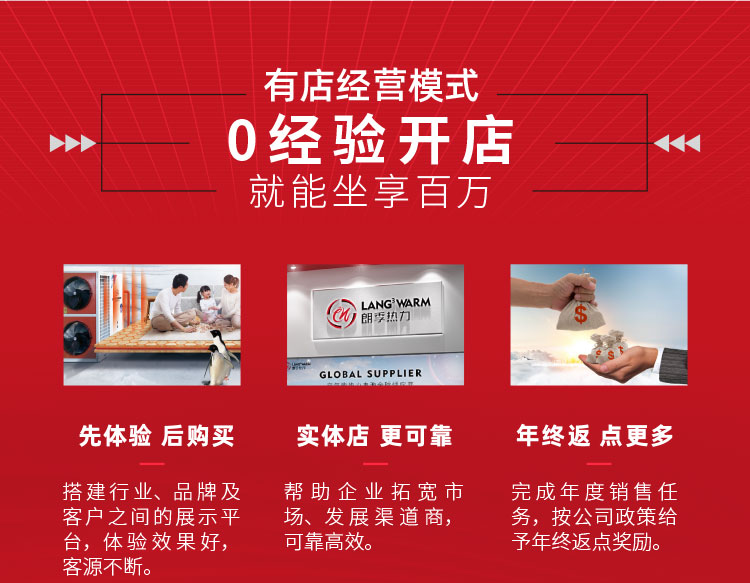 有店经营模式
0经验开店
就能坐享百万
LANG³WARM
朗季热力
GLOBAL SUPPLIER
先体验 后购买
实体店 更可靠
年终返 点更多
搭建行业、品牌及
客户之间的展示平
台，体验效果好，
客源不断。
帮助企业拓宽市
场、发展渠道商，
可靠高效。
完成年度销售任
务，按公司政策给
予年终返点奖励。